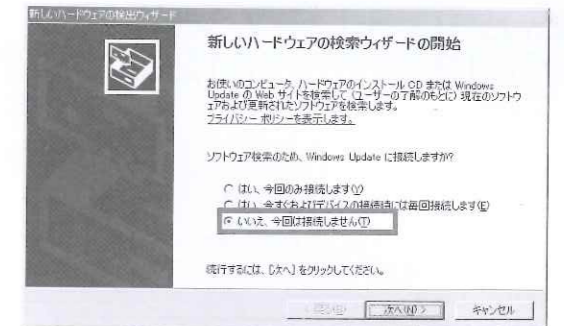 新しいハードウェアの検出ウィザード
新しいハードウェアの検索ウィザードの開始
お使いのコンピュータ、ハードウェアのインストール CD または Windows
Update の Web サイトを検索して (ユーザーの了解のもとに) 現在のソフトウ
ェアおよび更新されたソフトウェアを検索します。
プライバシー ポリシーを表示します。
ソフトウェア検索のため、Windows Update に接続しますか?
はい、今回のみ接続します(Y)
はい、今すぐおよびデバイスの接続時には毎回接続します(E)
いいえ、今回は接続しません(T)
続行するには、[次へ] をクリックしてください。
< 戻る(B)
次へ(N) >
キャンセル